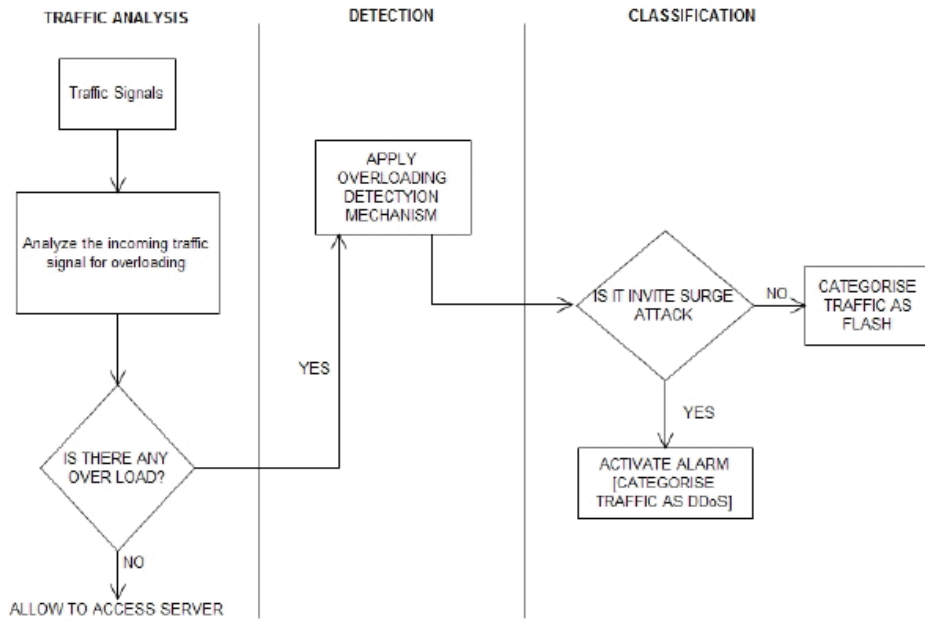 TRAFFIC ANALYSIS
DETECTION
CLASSIFICATION
Traffic Signals
Analyze the incoming traffic
signal for overloading
IS THERE ANY
OVER LOAD?
NO
ALLOW TO ACCESS SERVER
YES
APPLY
OVERLOADING
DETECTYION
MECHANISM
IS IT INVITE SURGE
ATTACK
NO
CATEGORISE
TRAFFIC AS
FLASH
YES
ACTIVATE ALARM
[CATEGORISE
TRAFFIC AS DDoS]